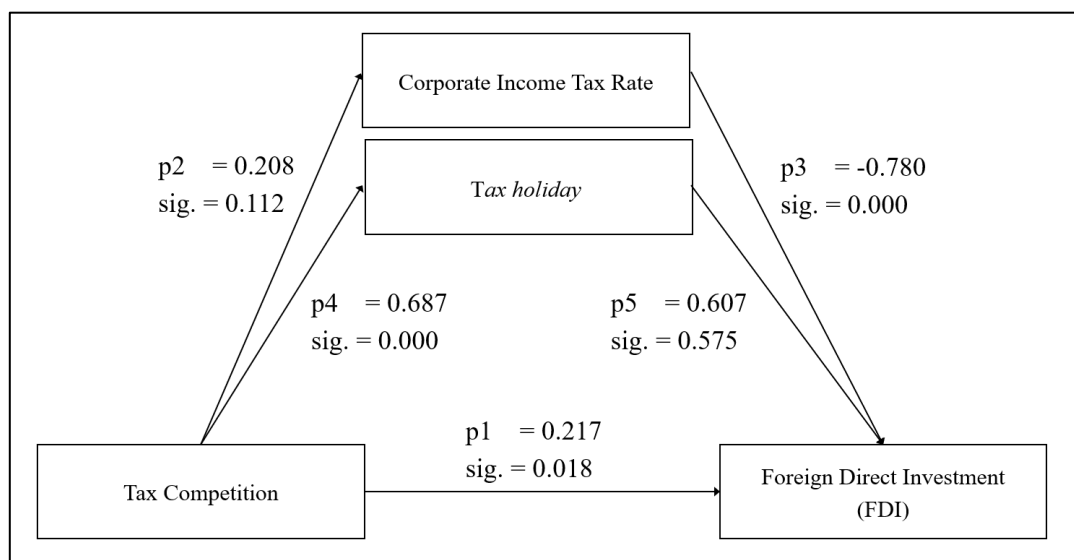 Corporate Income Tax Rate
Tax holiday
p2 = 0.208
sig. = 0.112
p3 = -0.780
sig. = 0.000
p4 = 0.687
sig. = 0.000
p5 = 0.607
sig. = 0.575
p1 = 0.217
sig. = 0.018
Tax Competition
Foreign Direct Investment
(FDI)